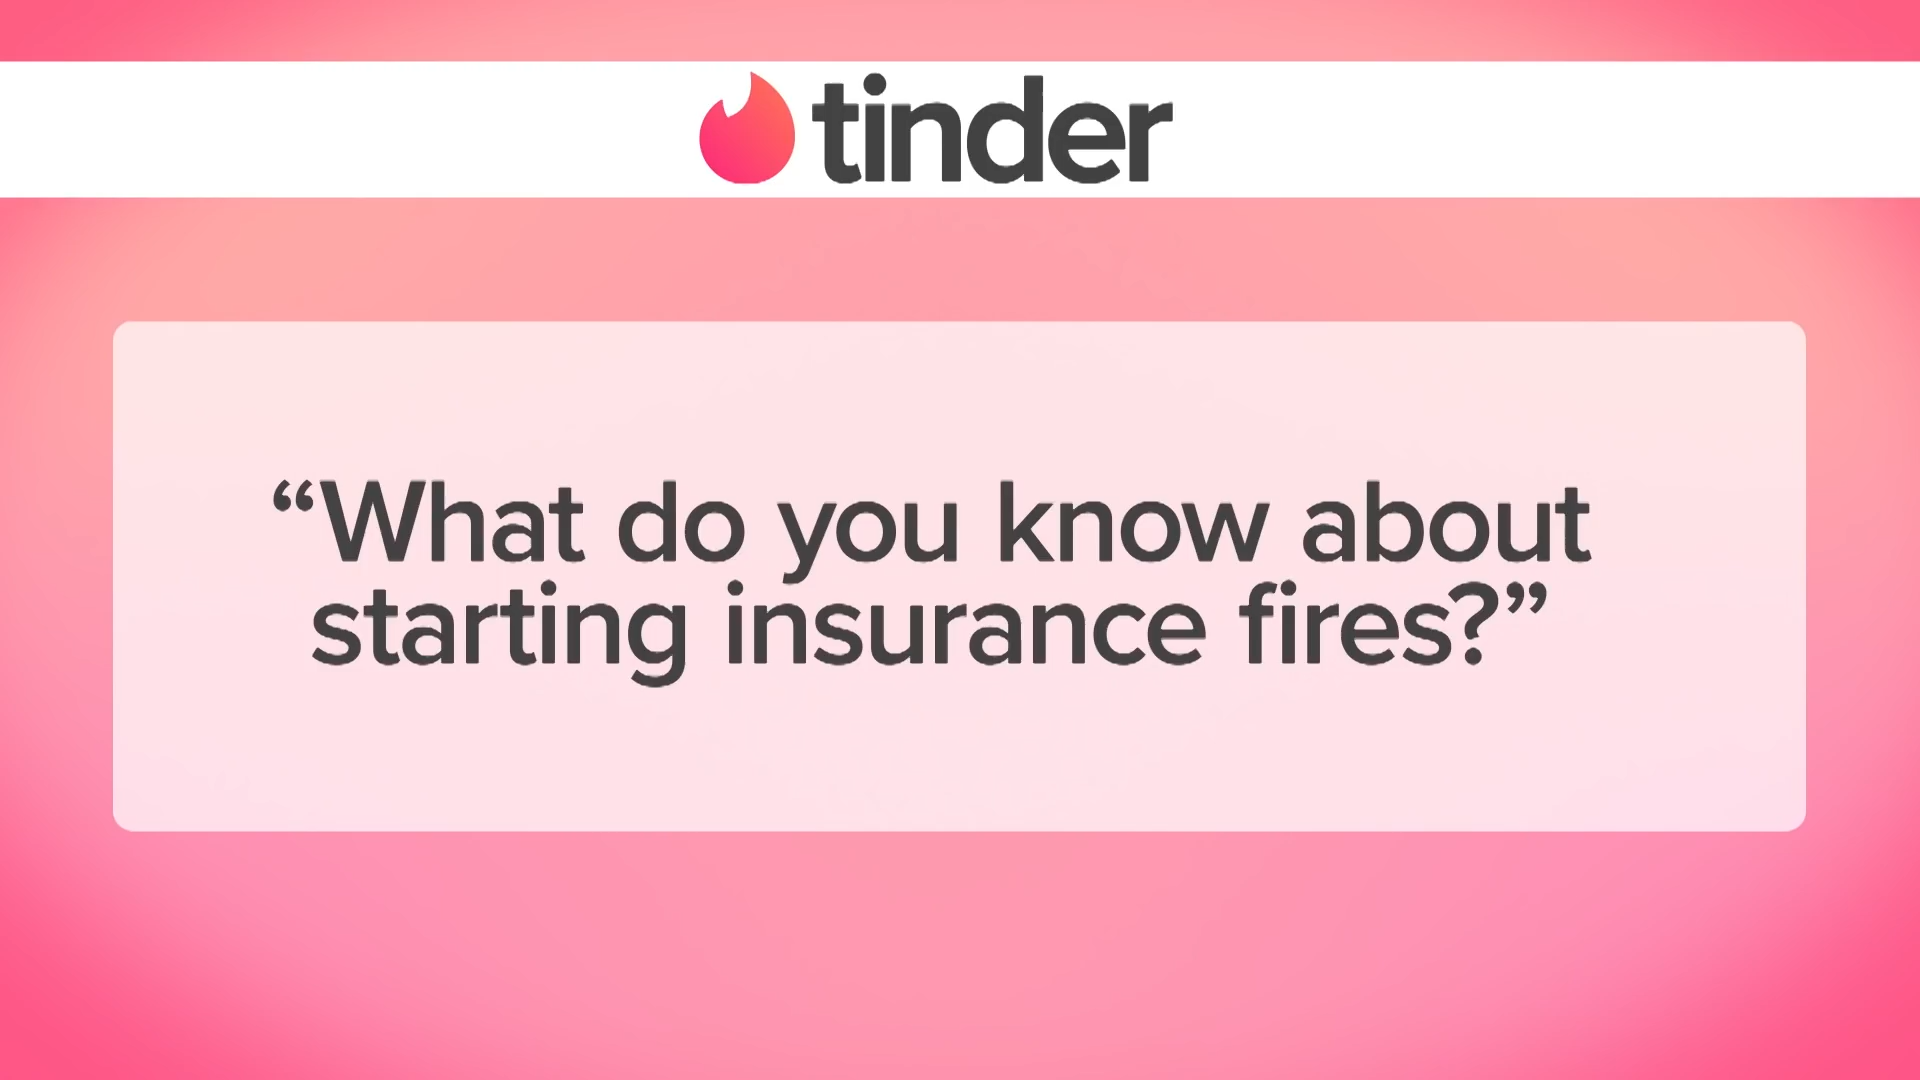 tinder
“What do you know about
starting insurance fires?”